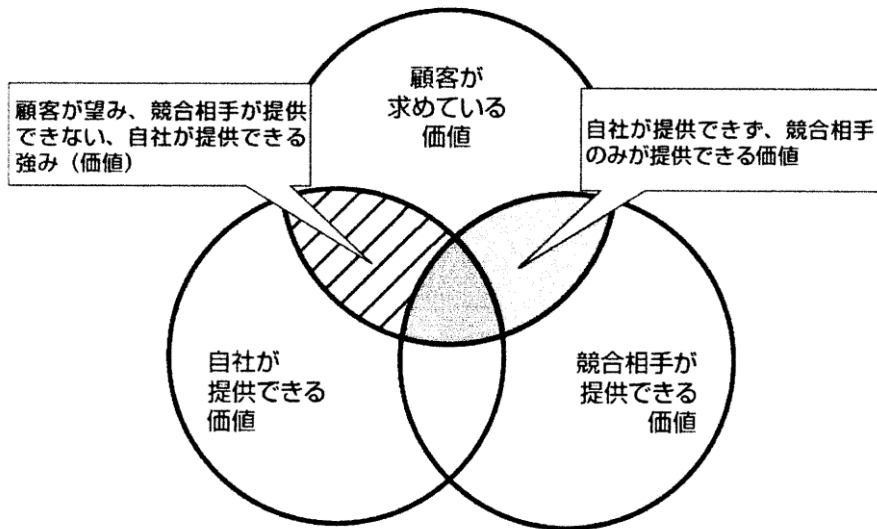 顧客が
求めている
価値
顧客が望み、競合相手が提供
できない、自社が提供できる
強み（価値）
自社が提供できず、競合相手
のみが提供できる価値
自社が
提供できる
価値
競合相手が
提供できる
価値